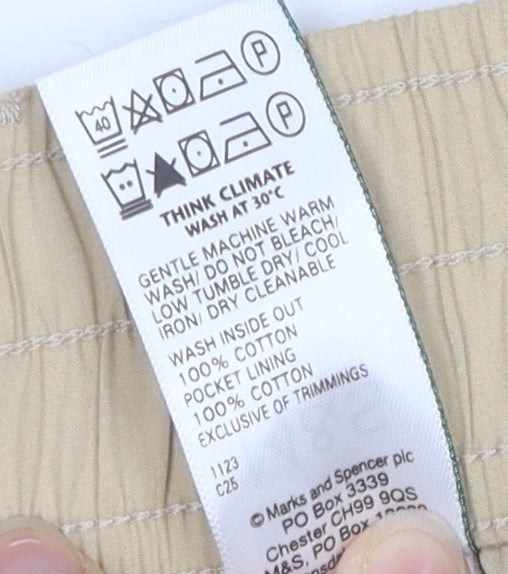 40 P
P
THINK CLIMATE
WASH AT 30°C
GENTLE MACHINE WARM
WASH/ DO NOT BLEACH/
LOW TUMBLE DRY/ COOL
IRON/ DRY CLEANABLE
WASH INSIDE OUT
100% COTTON
POCKET LINING
100% COTTON
EXCLUSIVE OF TRIMMINGS
1123
C25
© Marks and Spencer plc
PO Box 3339
Chester CH99 9QS
M&S, PO Box